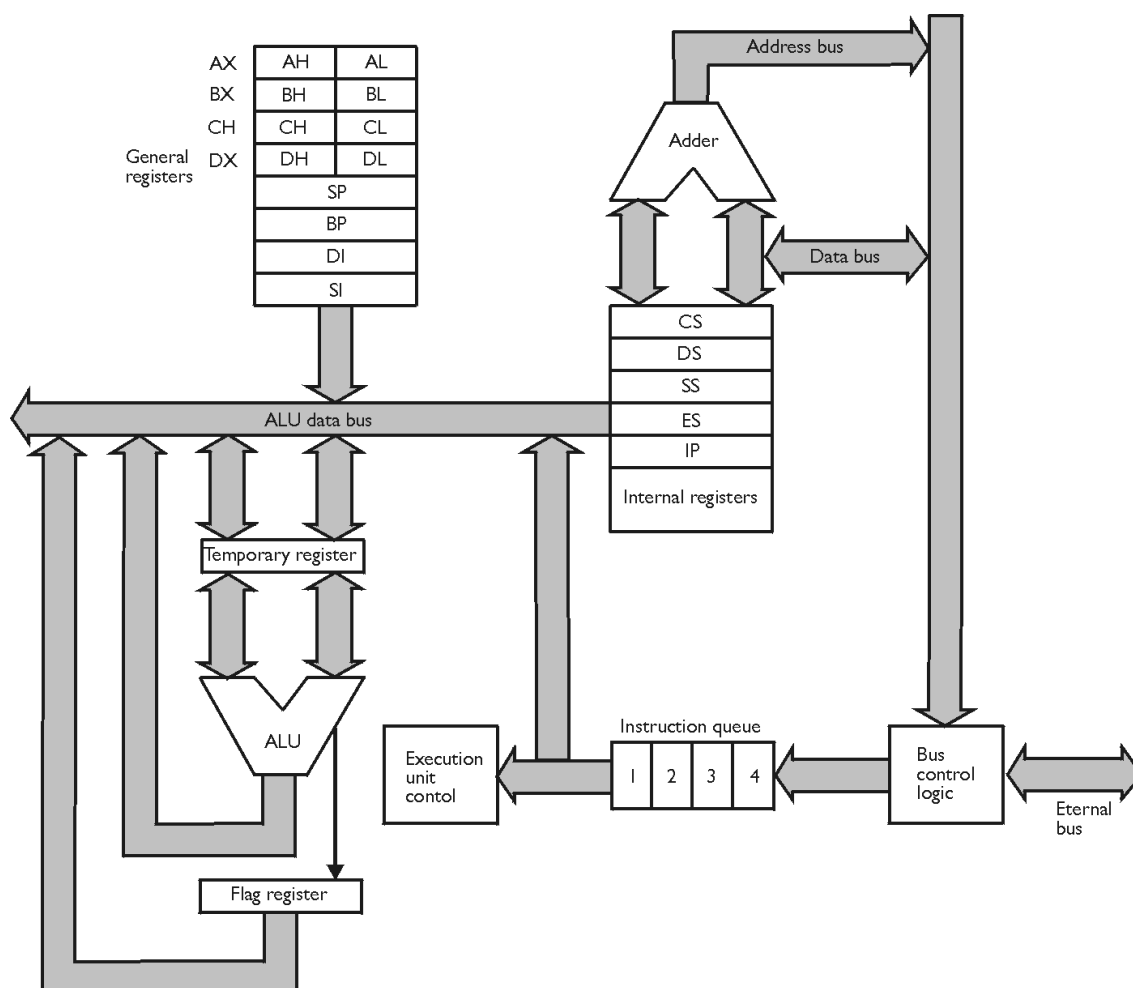 Address bus
AX AH AL
BX BH BL
CH CH CL
General
registers
DX DH DL
SP
BP
DI
SI
Adder
Data bus
CS
DS
SS
ES
IP
Internal registers
ALU data bus
Temporary register
ALU
Flag register
Execution
unit
contol
Instruction queue
1 2 3 4
Bus
control
logic
Eternal
bus